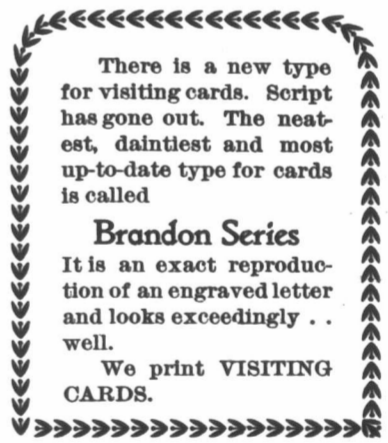 There is a new type
for visiting cards. Script
has gone out. The neat-
est, daintiest and most
up-to-date type for cards
is called
Brandon Series
It is an exact reproduc-
tion of an engraved letter
and looks exceedingly . .
well.
We print VISITING
CARDS.